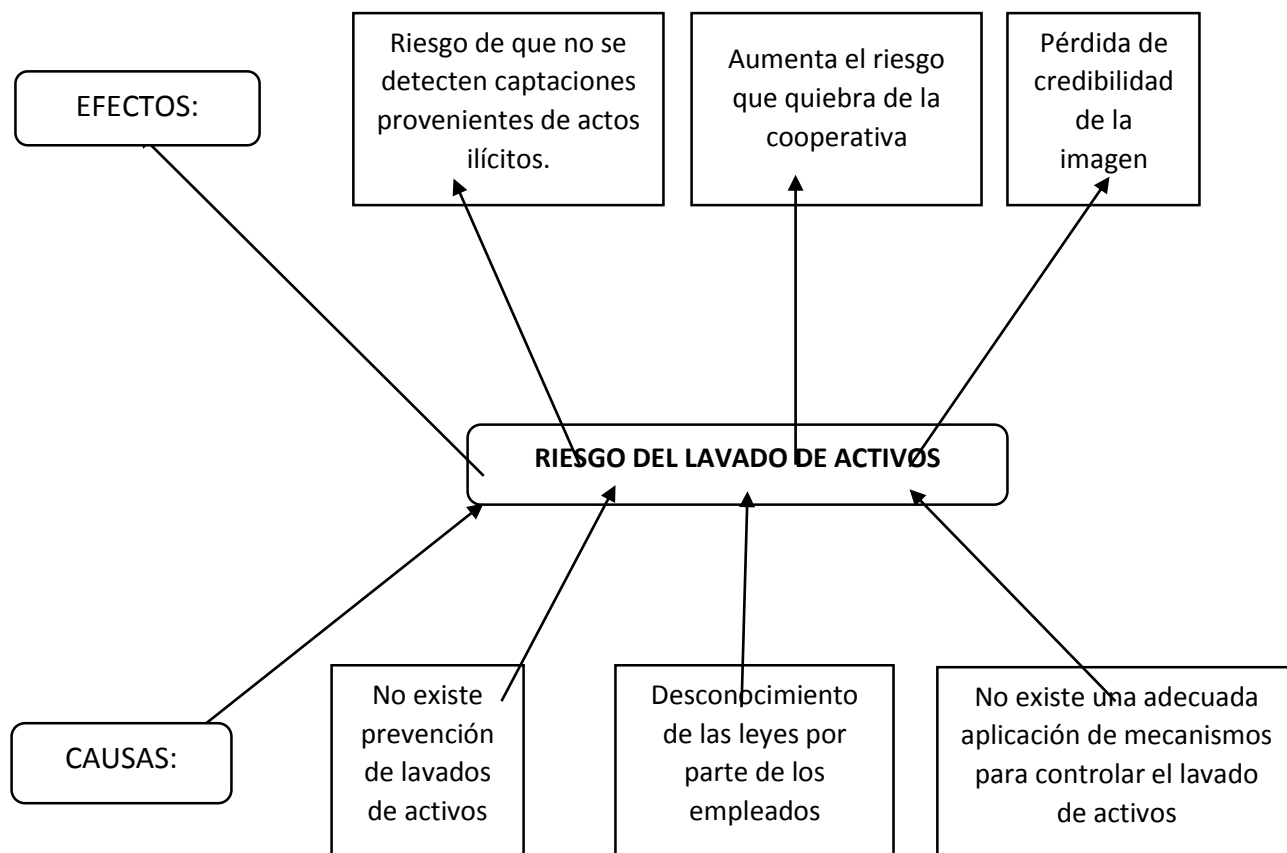 EFECTOS:
Riesgo de que no se
detecten captaciones
provenientes de actos
ilícitos.
Aumenta el riesgo
que quiebra de la
cooperativa
Pérdida de
credibilidad
de la
imagen
RIESGO DEL LAVADO DE ACTIVOS
CAUSAS:
No existe
prevención
de lavados
de activos
Desconocimiento
de las leyes por
parte de los
empleados
No existe una adecuada
aplicación de mecanismos
para controlar el lavado
de activos